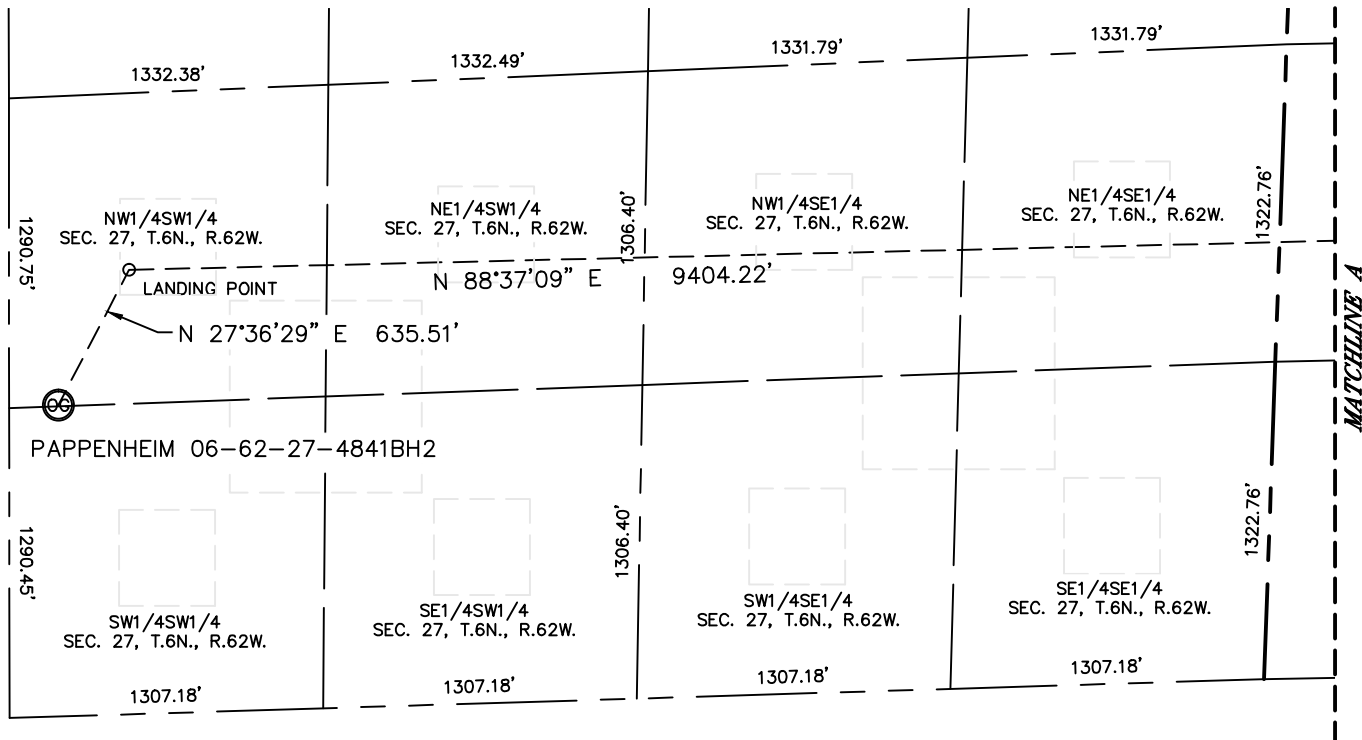 1332.38'
1332.49'
1331.79'
1331.79'
NW1/4SW1/4
SEC. 27, T.6N., R.62W.
NE1/4SW1/4
SEC. 27, T.6N., R.62W.
NW1/4SE1/4
SEC. 27, T.6N., R.62W.
NE1/4SE1/4
SEC. 27, T.6N., R.62W.
1290.75'
1306.40'
1322.76'
LANDING POINT
N 88°37'09" E 9404.22'
N 27°36'29" E 635.51'
MATCHLINE A
OG
PAPPENHEIM 06-62-27-4841BH2
1290.45'
1306.40'
1322.76'
SW1/4SW1/4
SEC. 27, T.6N., R.62W.
SE1/4SW1/4
SEC. 27, T.6N., R.62W.
SW1/4SE1/4
SEC. 27, T.6N., R.62W.
SE1/4SE1/4
SEC. 27, T.6N., R.62W.
1307.18'
1307.18'
1307.18'
1307.18'